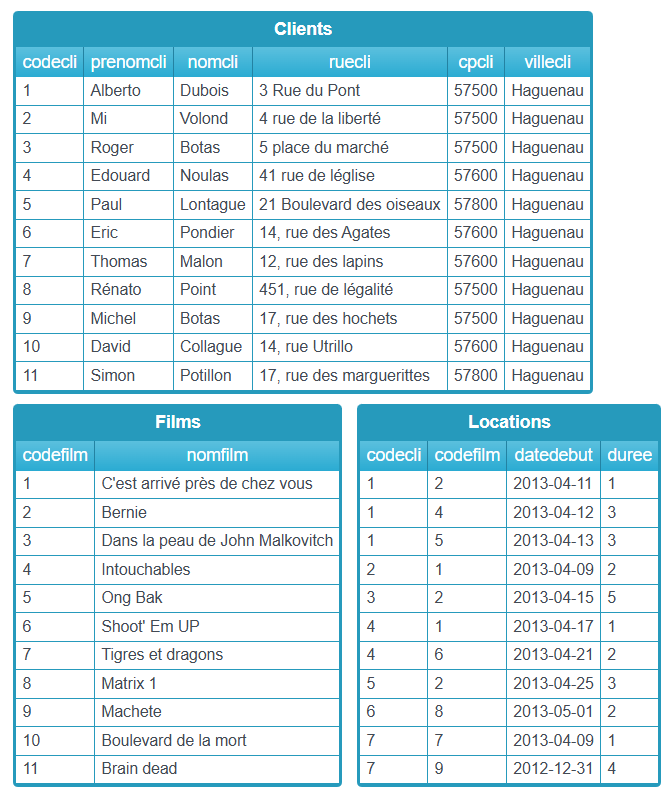 Clients
codecli prenomcli nomcli ruecli cpcli villecli
1 Alberto Dubois 3 Rue du Pont 57500 Haguenau
2 Mi Volond 4 rue de la liberté 57500 Haguenau
3 Roger Botas 5 place du marché 57500 Haguenau
4 Edouard Noulas 41 rue de léglise 57600 Haguenau
5 Paul Lontague 21 Boulevard des oiseaux 57800 Haguenau
6 Eric Pondier 14, rue des Agates 57600 Haguenau
7 Thomas Malon 12, rue des lapins 57600 Haguenau
8 Rénato Point 451, rue de légalité 57500 Haguenau
9 Michel Botas 17, rue des hochets 57500 Haguenau
10 David Collague 14, rue Utrillo 57600 Haguenau
11 Simon Potillon 17, rue des marguerittes 57800 Haguenau
Films
codefilm nomfilm
1 C'est arrivé près de chez vous
2 Bernie
3 Dans la peau de John Malkovitch
4 Intouchables
5 Ong Bak
6 Shoot' Em UP
7 Tigres et dragons
8 Matrix 1
9 Machete
10 Boulevard de la mort
11 Brain dead
Locations
codecli codefilm datedebut duree
1 2 2013-04-11 1
1 4 2013-04-12 3
1 5 2013-04-13 3
2 1 2013-04-09 2
3 2 2013-04-15 5
4 1 2013-04-17 1
4 6 2013-04-21 2
5 2 2013-04-25 3
6 8 2013-05-01 2
7 7 2013-04-09 1
7 9 2012-12-31 4